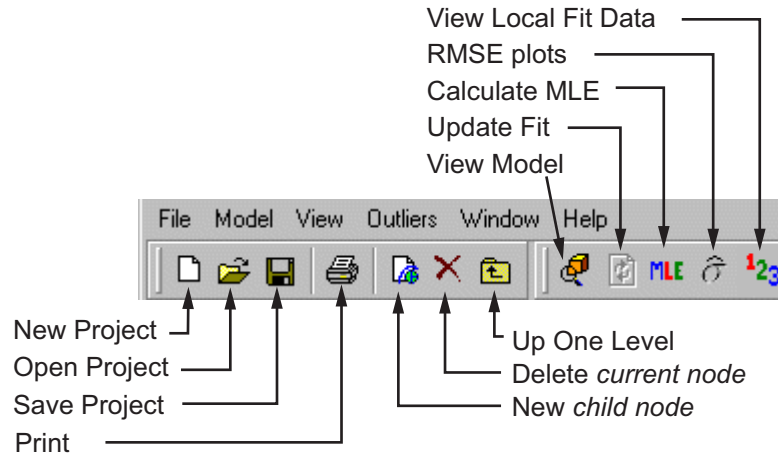 View Local Fit Data
RMSE plots
Calculate MLE
Update Fit
View Model
File Model View Outliers Window Help
MLE σ̂ 123
New Project
Open Project
Save Project
Print
Up One Level
Delete current node
New child node